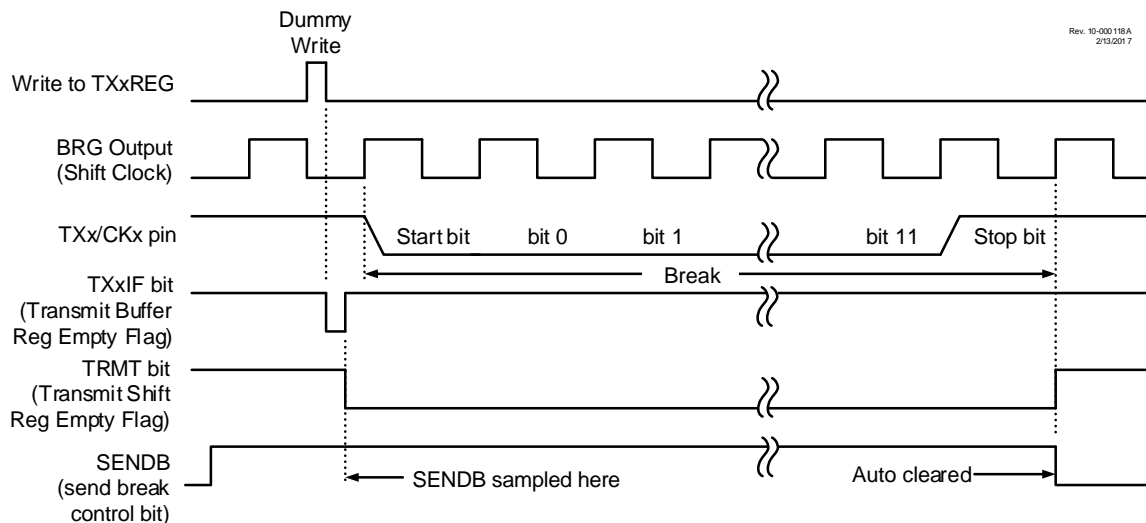 Dummy
Write
Rev. 10-000118A
2/13/2017
Write to TXxREG
BRG Output
(Shift Clock)
TXx/CKx pin
Start bit
bit 0
bit 1
bit 11
Stop bit
Break
TXxIF bit
(Transmit Buffer
Reg Empty Flag)
TRMT bit
(Transmit Shift
Reg Empty Flag)
SENDB
(send break
control bit)
SENDB sampled here
Auto cleared